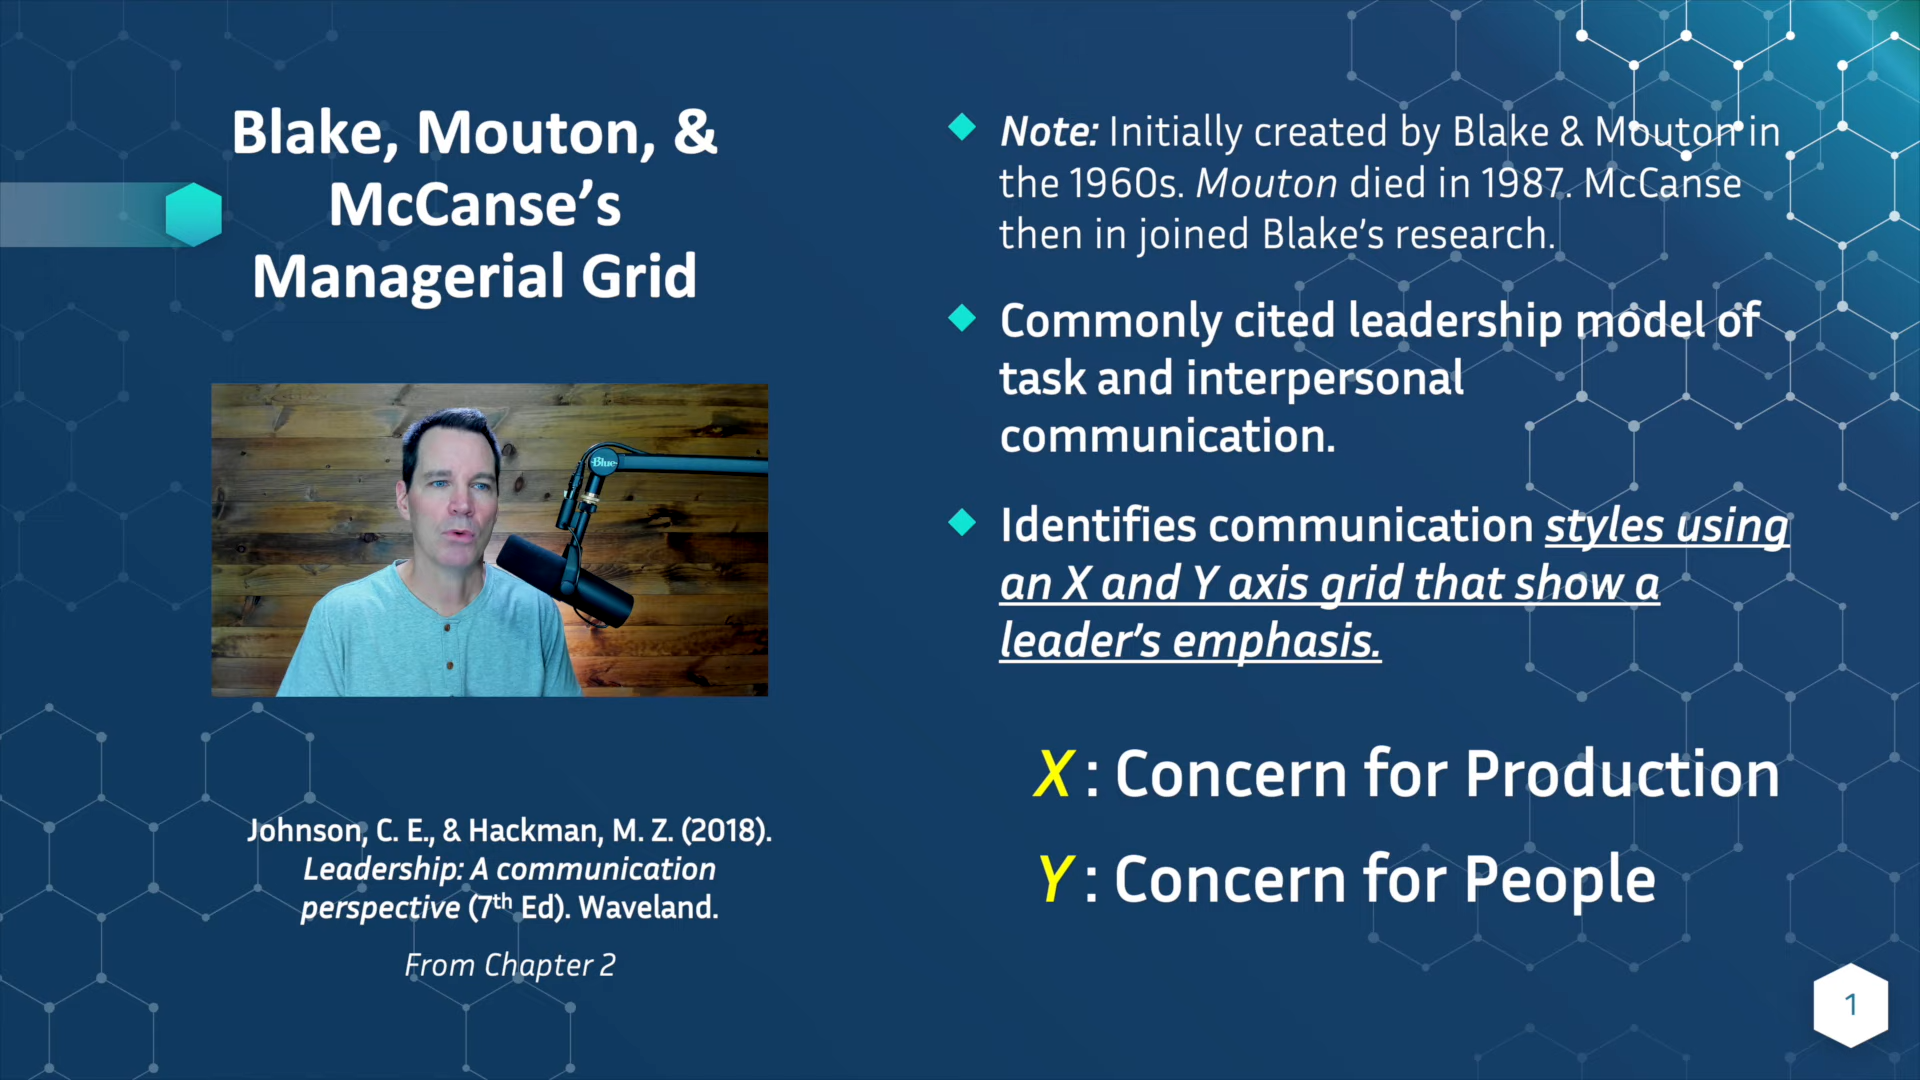 Blake, Mouton, &
McCanse’s
Managerial Grid
Blue
Johnson, C. E., & Hackman, M. Z. (2018).
Leadership: A communication
perspective (7th Ed). Waveland.
From Chapter 2
Note: Initially created by Blake & Mouton in
the 1960s. Mouton died in 1987. McCanse
then in joined Blake’s research.
Commonly cited leadership model of
task and interpersonal
communication.
Identifies communication styles using
an X and Y axis grid that show a
leader’s emphasis.
X : Concern for Production
Y : Concern for People
1